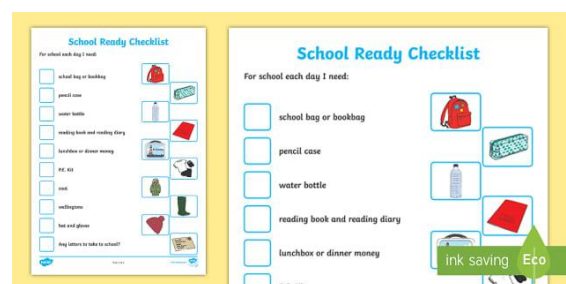 School Ready Checklist
For school each day I need:
school bag or bookbag
pencil case
water bottle
reading book and reading diary
lunchbox or dinner money
P.E. Kit
coat
wellingtons
hat and gloves
Any letters to take to school?
School Ready Checklist
For school each day I need:
school bag or bookbag
pencil case
water bottle
reading book and reading diary
lunchbox or dinner money
ink saving
Eco